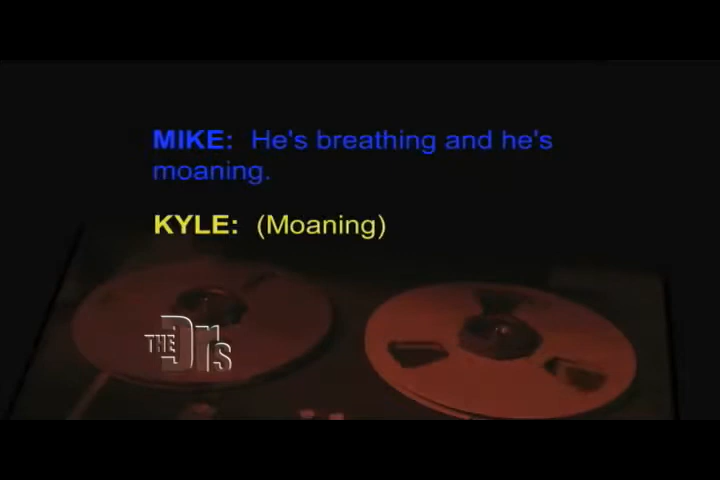 MIKE: He's breathing and he's
moaning.
KYLE: (Moaning)
THE Drs